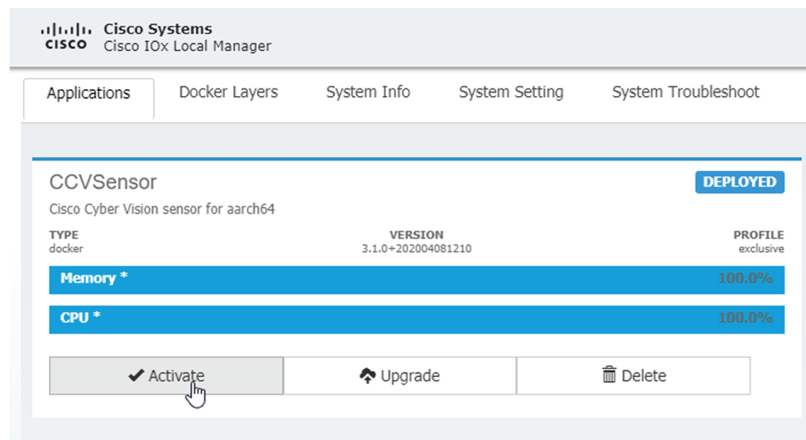 Cisco Systems
CISCO Cisco IOx Local Manager
Applications Docker Layers System Info System Setting System Troubleshoot
CCVSensor DEPLOYED
Cisco Cyber Vision sensor for aarch64
TYPE VERSION PROFILE
docker 3.1.0+202004081210 exclusive
Memory * 100.0%
CPU * 100.0%
Activate Upgrade Delete